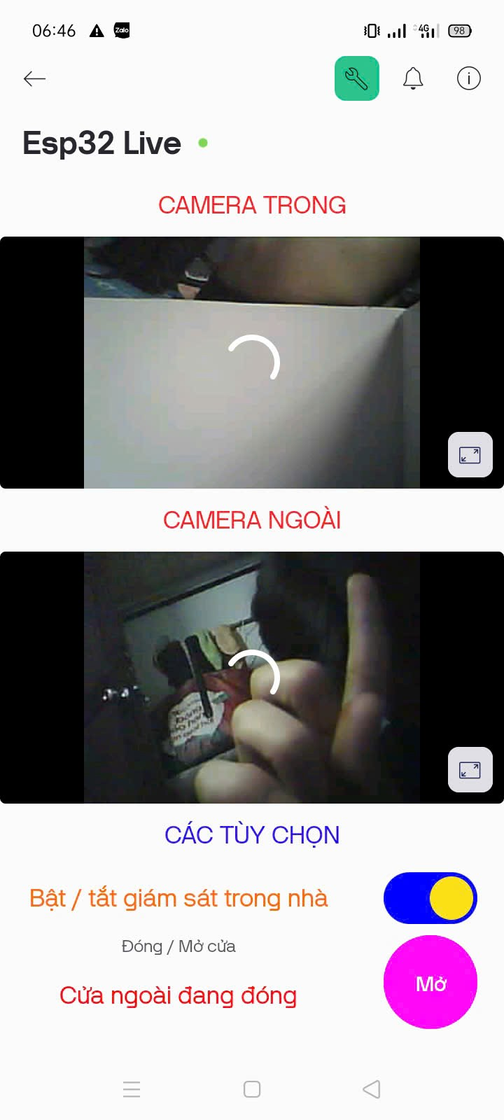 06:46
Zalo
4G
98
Esp32 Live
CAMERA TRONG
CAMERA NGOÀI
CÁC TÙY CHỌN
Bật / tắt giám sát trong nhà
Đóng / Mở cửa
Cửa ngoài đang đóng
Mở